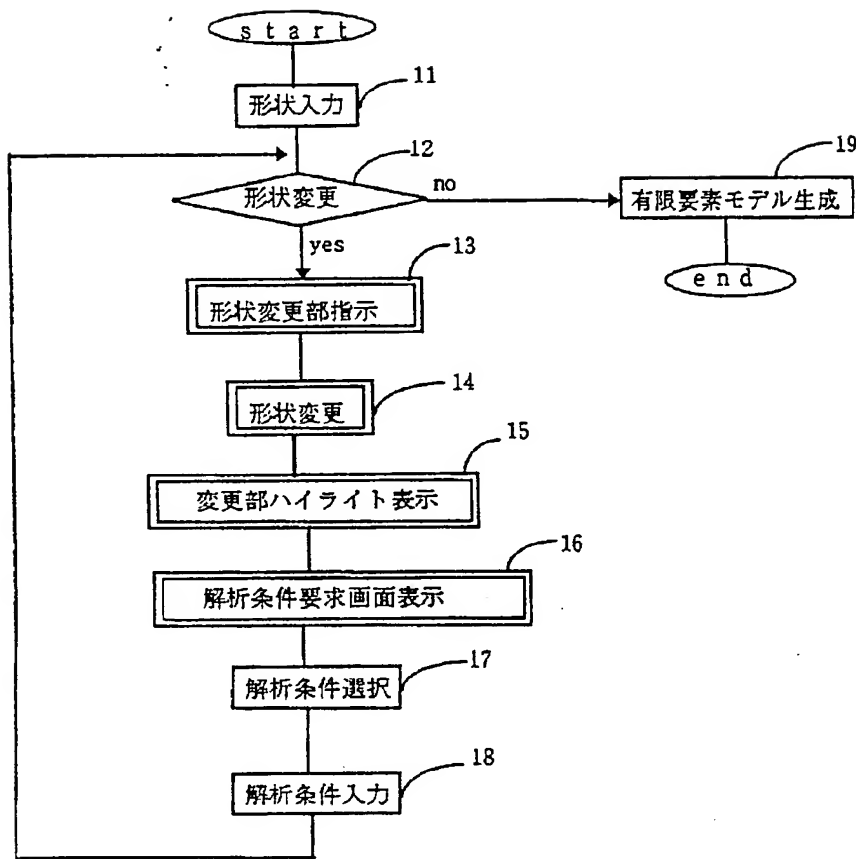 start
11
形状入力
12
形状変更
no
19
有限要素モデル生成
end
yes
13
形状変更部指示
14
形状変更
15
変更部ハイライト表示
16
解析条件要求画面表示
17
解析条件選択
18
解析条件入力